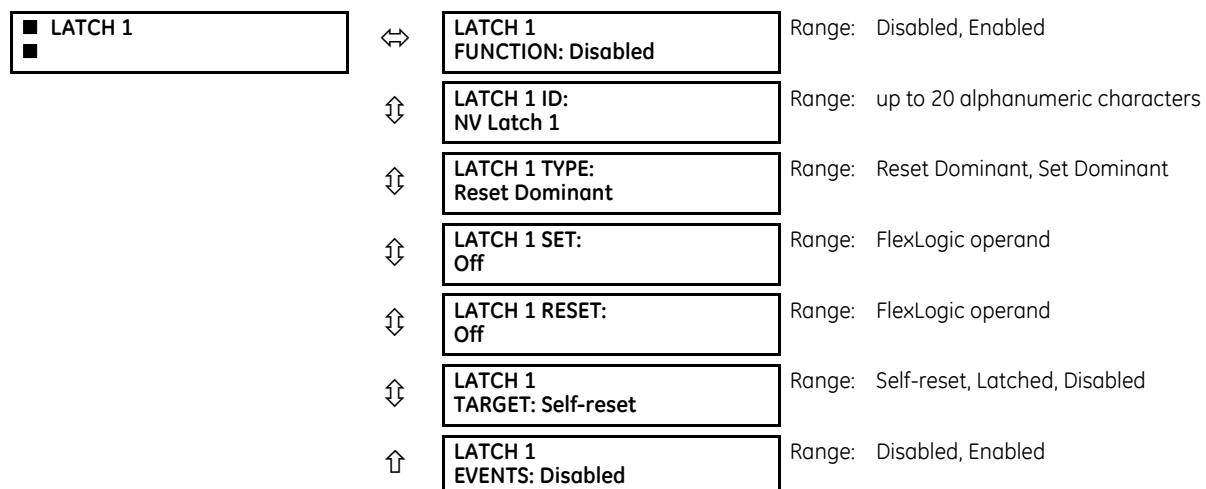 ■ LATCH 1
■
LATCH 1
FUNCTION: Disabled
Range: Disabled, Enabled
LATCH 1 ID:
NV Latch 1
Range: up to 20 alphanumeric characters
LATCH 1 TYPE:
Reset Dominant
Range: Reset Dominant, Set Dominant
LATCH 1 SET:
Off
Range: FlexLogic operand
LATCH 1 RESET:
Off
Range: FlexLogic operand
LATCH 1
TARGET: Self-reset
Range: Self-reset, Latched, Disabled
LATCH 1
EVENTS: Disabled
Range: Disabled, Enabled